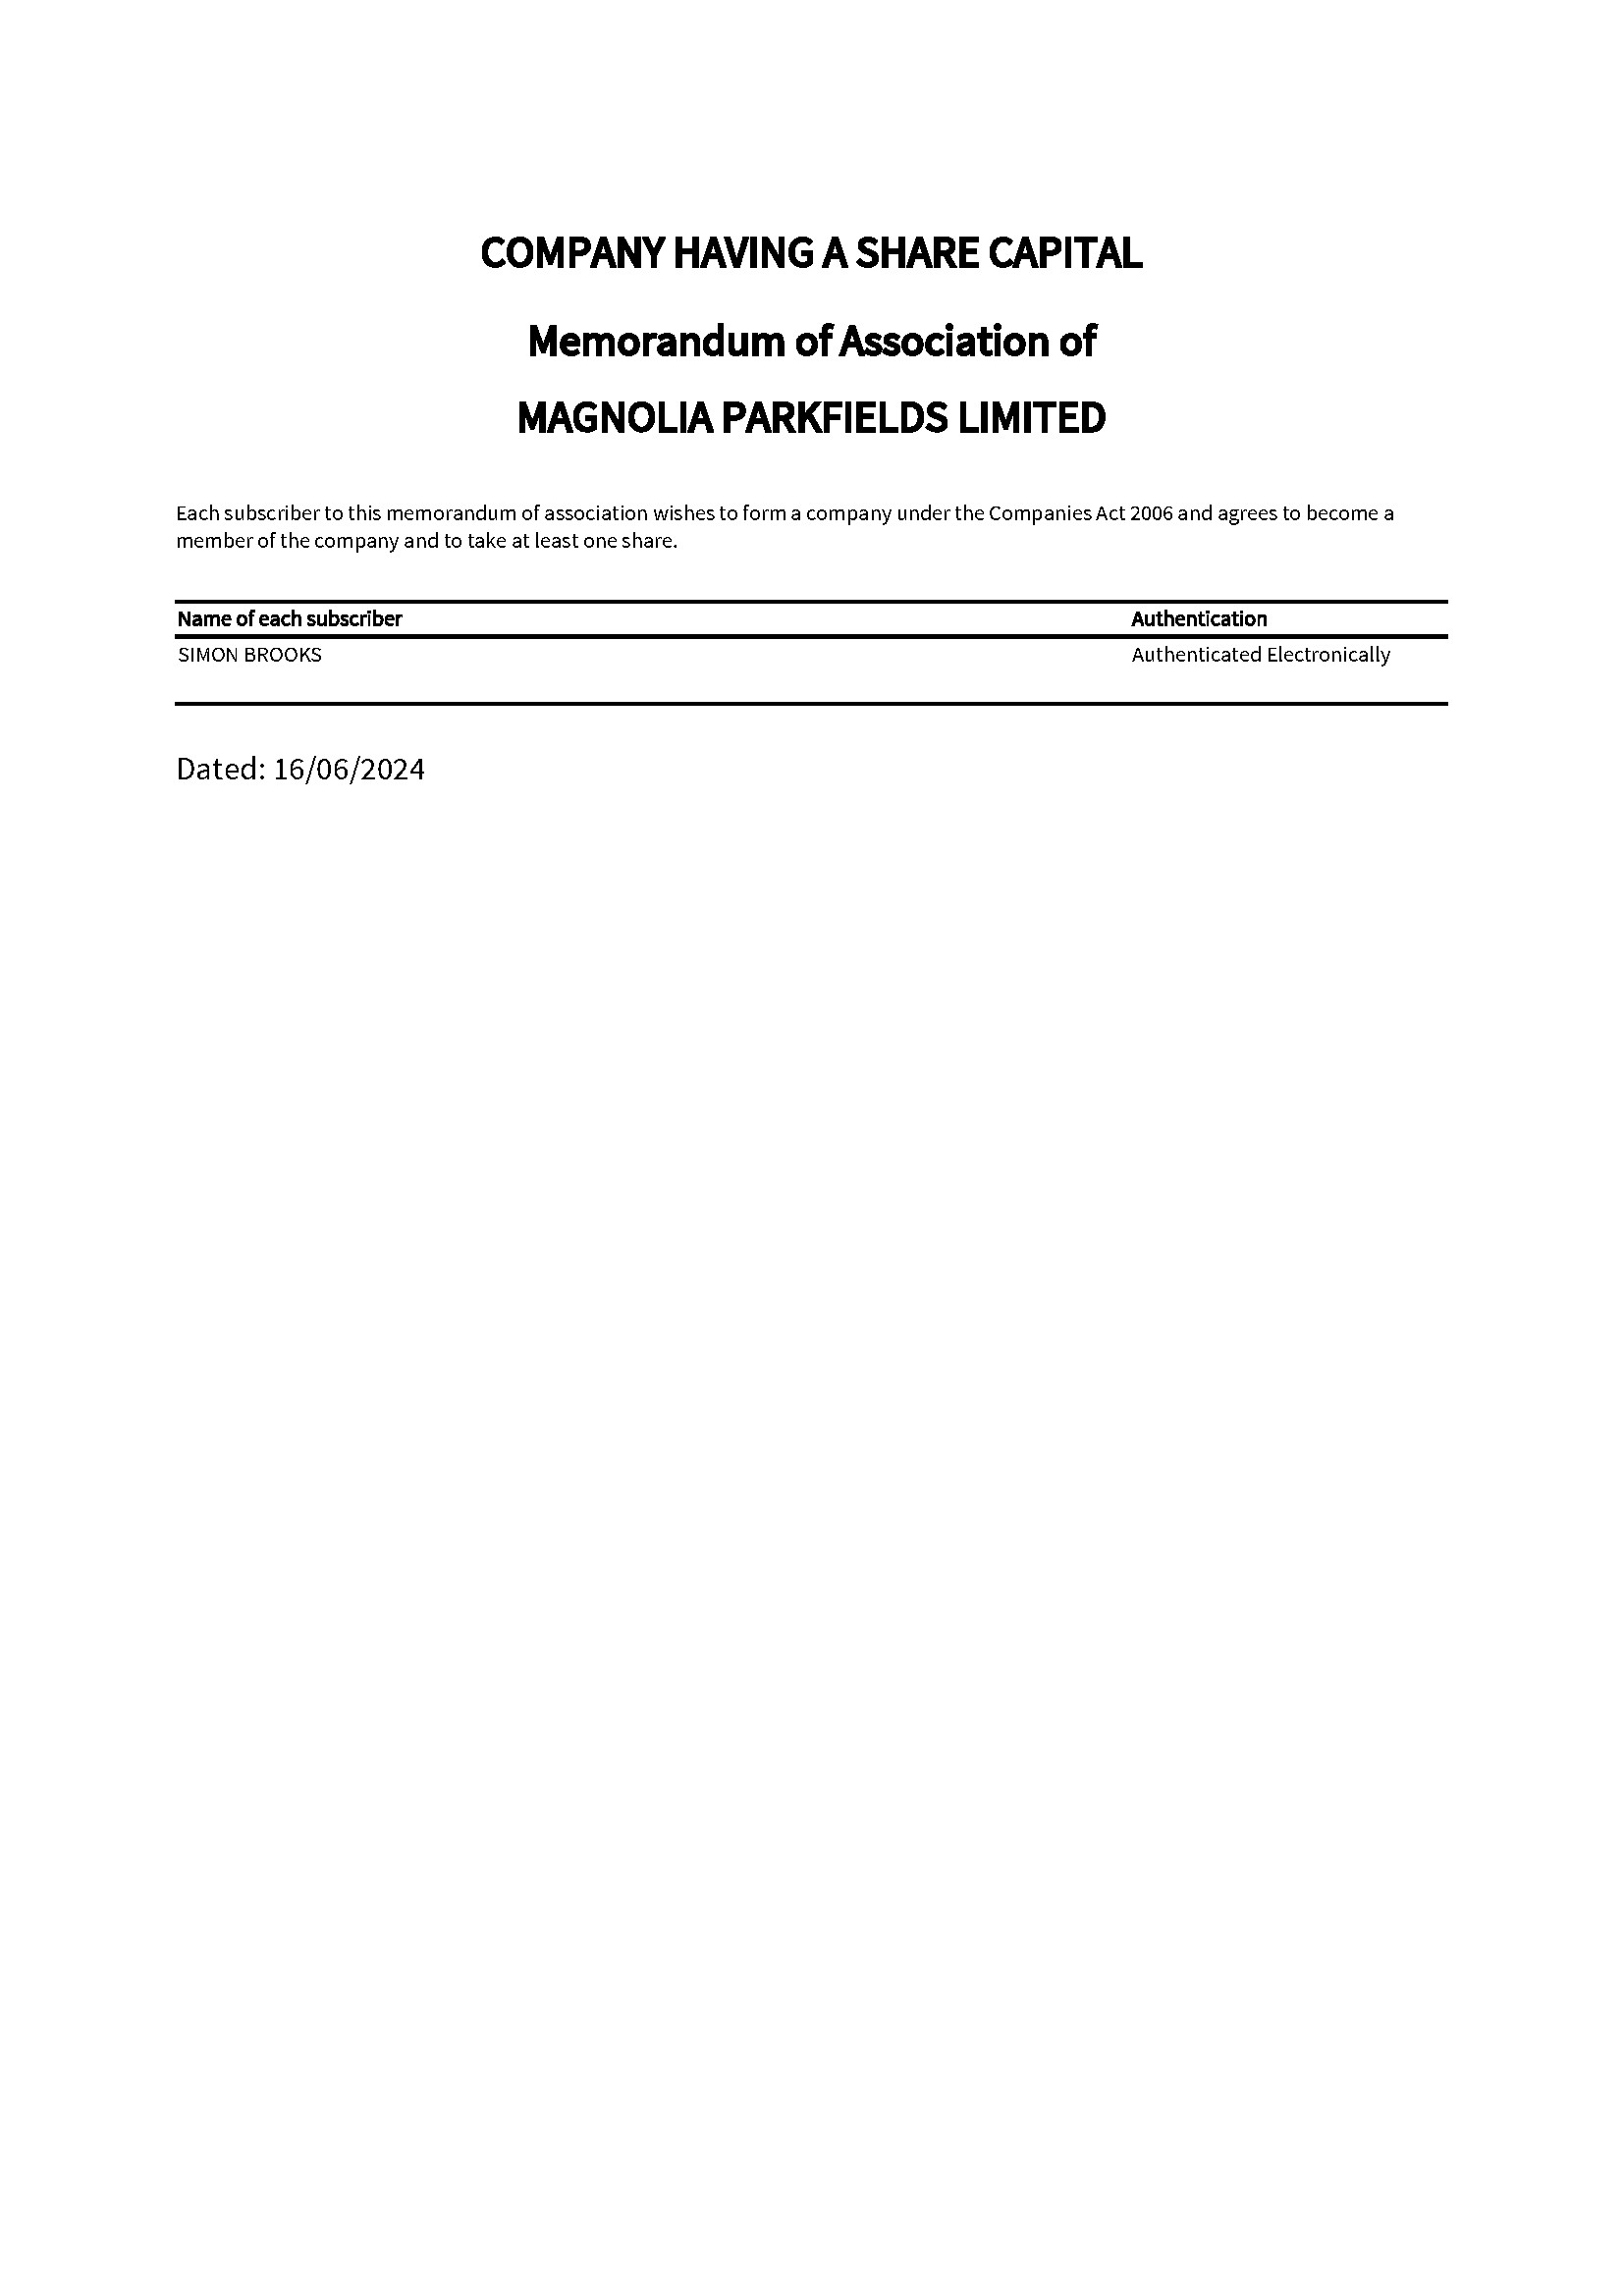 COMPANY HAVING A SHARE CAPITAL
Memorandum of Association of
MAGNOLIA PARKFIELDS LIMITED
Each subscriber to this memorandum of association wishes to form a company under the Companies Act 2006 and agrees to become a
member of the company and to take at least one share.
Name of each subscriber Authentication
SIMON BROOKS Authenticated Electronically
Dated: 16/06/2024